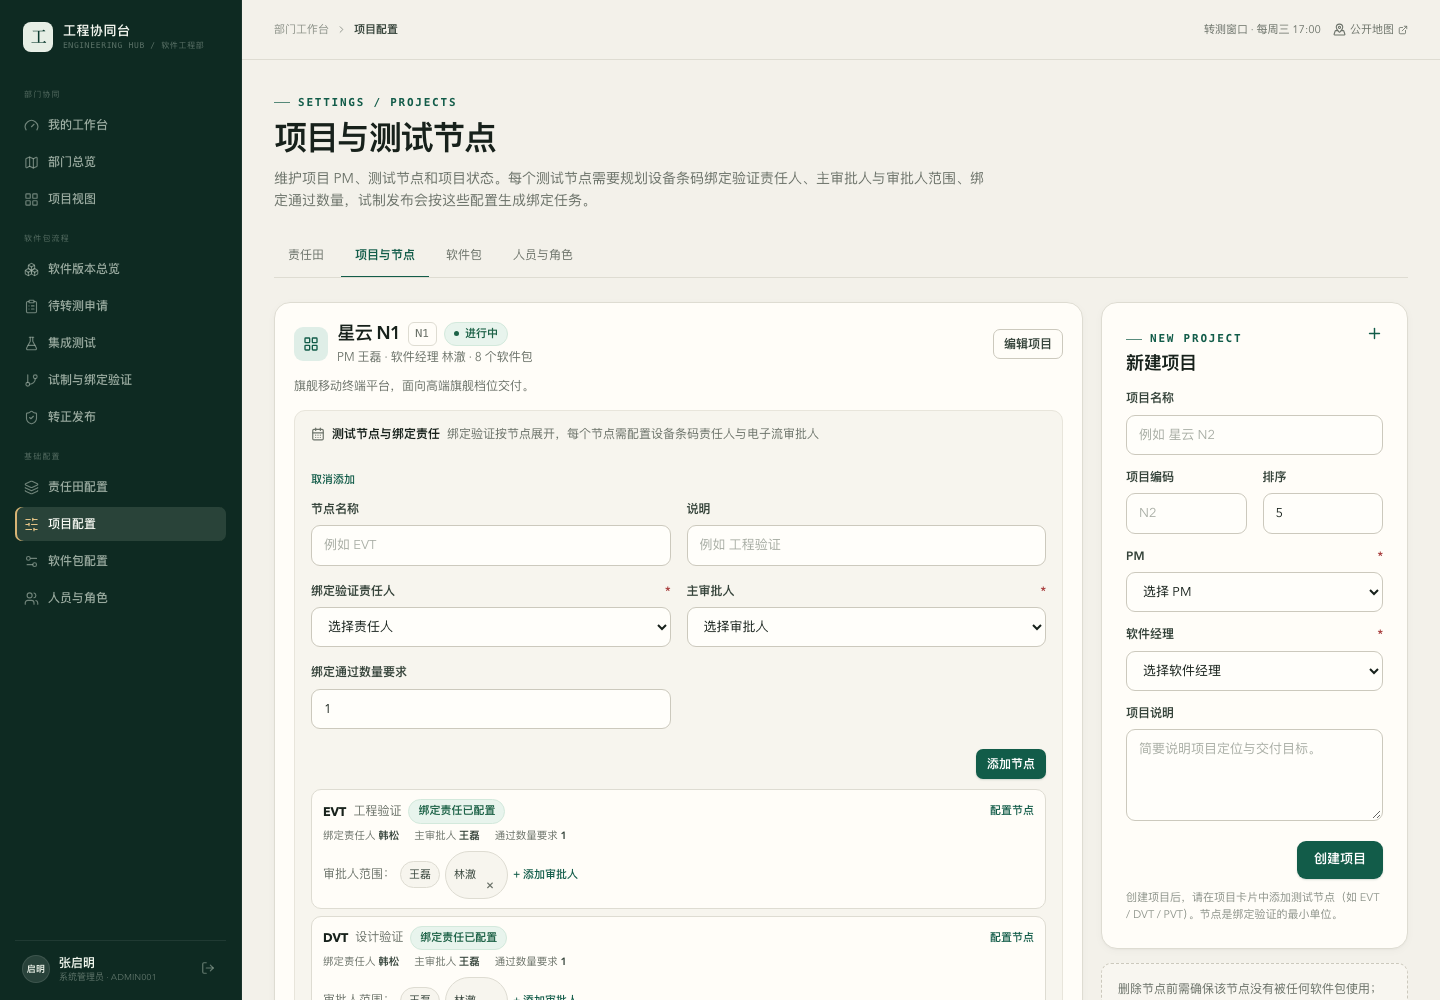 工
工程协同台
ENGINEERING HUB / 软件工程部
部门协同
我的工作台
部门总览
项目视图
软件包流程
软件版本总览
待转测申请
集成测试
试制与绑定验证
转正发布
基础配置
责任田配置
项目配置
软件包配置
人员与角色
启明
张启明
系统管理员 · ADMIN001
部门工作台 > 项目配置
转测窗口 · 每周三 17:00
公开地图
SETTINGS / PROJECTS
项目与测试节点
维护项目 PM、测试节点和项目状态。每个测试节点需要规划设备条码绑定验证责任人、主审批人与审批人范围、绑
定通过数量，试制发布会按这些配置生成绑定任务。
责任田
项目与节点
软件包
人员与角色
星云 N1 N1 进行中
PM 王磊 · 软件经理 林澈 · 8 个软件包
编辑项目
旗舰移动终端平台，面向高端旗舰档位交付。
测试节点与绑定责任 绑定验证按节点展开，每个节点需配置设备条码责任人与电子流审批人
取消添加
节点名称
例如 EVT
说明
例如 工程验证
绑定验证责任人 *
选择责任人
主审批人 *
选择审批人
绑定通过数量要求
1
添加节点
EVT 工程验证 绑定责任已配置
配置节点
绑定责任人 韩松 主审批人 王磊 通过数量要求 1
审批人范围： 王磊 林澈 × + 添加审批人
DVT 设计验证 绑定责任已配置
配置节点
绑定责任人 韩松 主审批人 王磊 通过数量要求 1
审批人范围： 王磊 林澈 + 添加审批人
NEW PROJECT
+
新建项目
项目名称
例如 星云 N2
项目编码
N2
排序
5
PM *
选择 PM
软件经理 *
选择软件经理
项目说明
简要说明项目定位与交付目标。
创建项目
创建项目后，请在项目卡片中添加测试节点（如 EVT
/ DVT / PVT）。节点是绑定验证的最小单位。
删除节点前需确保该节点没有被任何软件包使用；